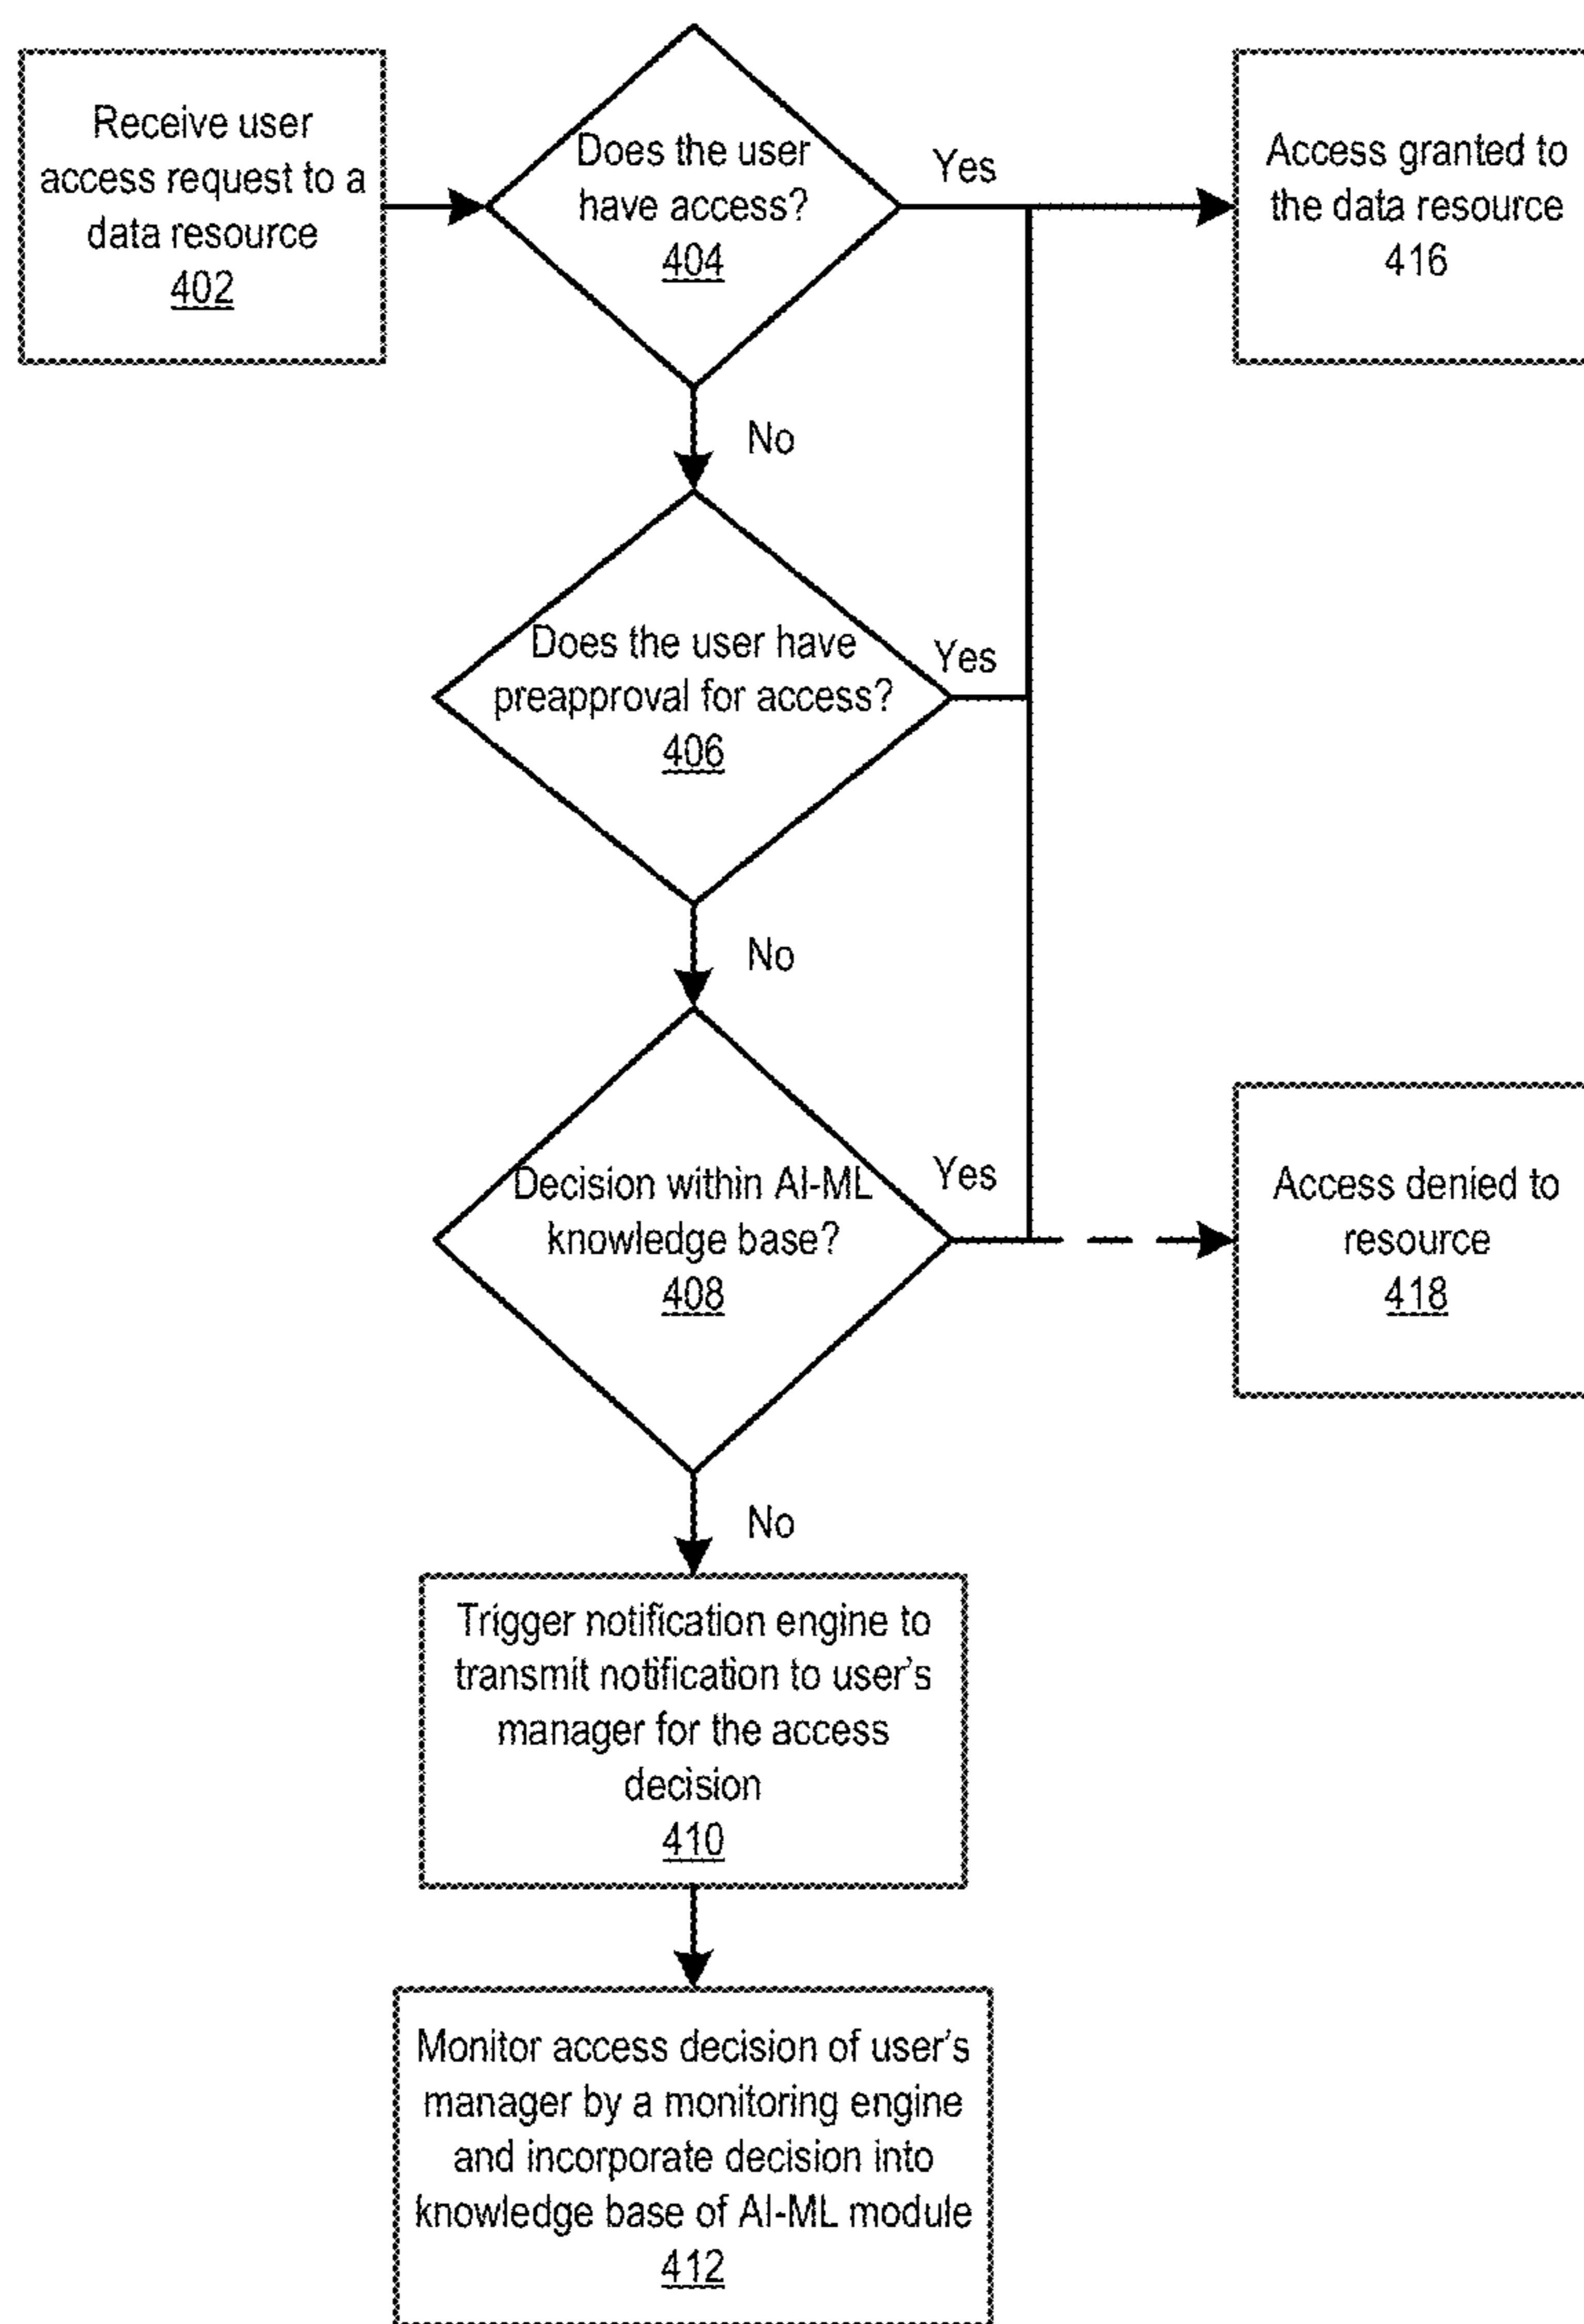 Receive user
access request to a
data resource
402
Does the user
have access?
404
Yes
Access granted to
the data resource
416
No
Does the user have
preapproval for access?
406
Yes
No
Decision within AI-ML
knowledge base?
408
Yes
Access denied to
resource
418
No
Trigger notification engine to
transmit notification to user's
manager for the access
decision
410
Monitor access decision of user's
manager by a monitoring engine
and incorporate decision into
knowledge base of AI-ML module
412